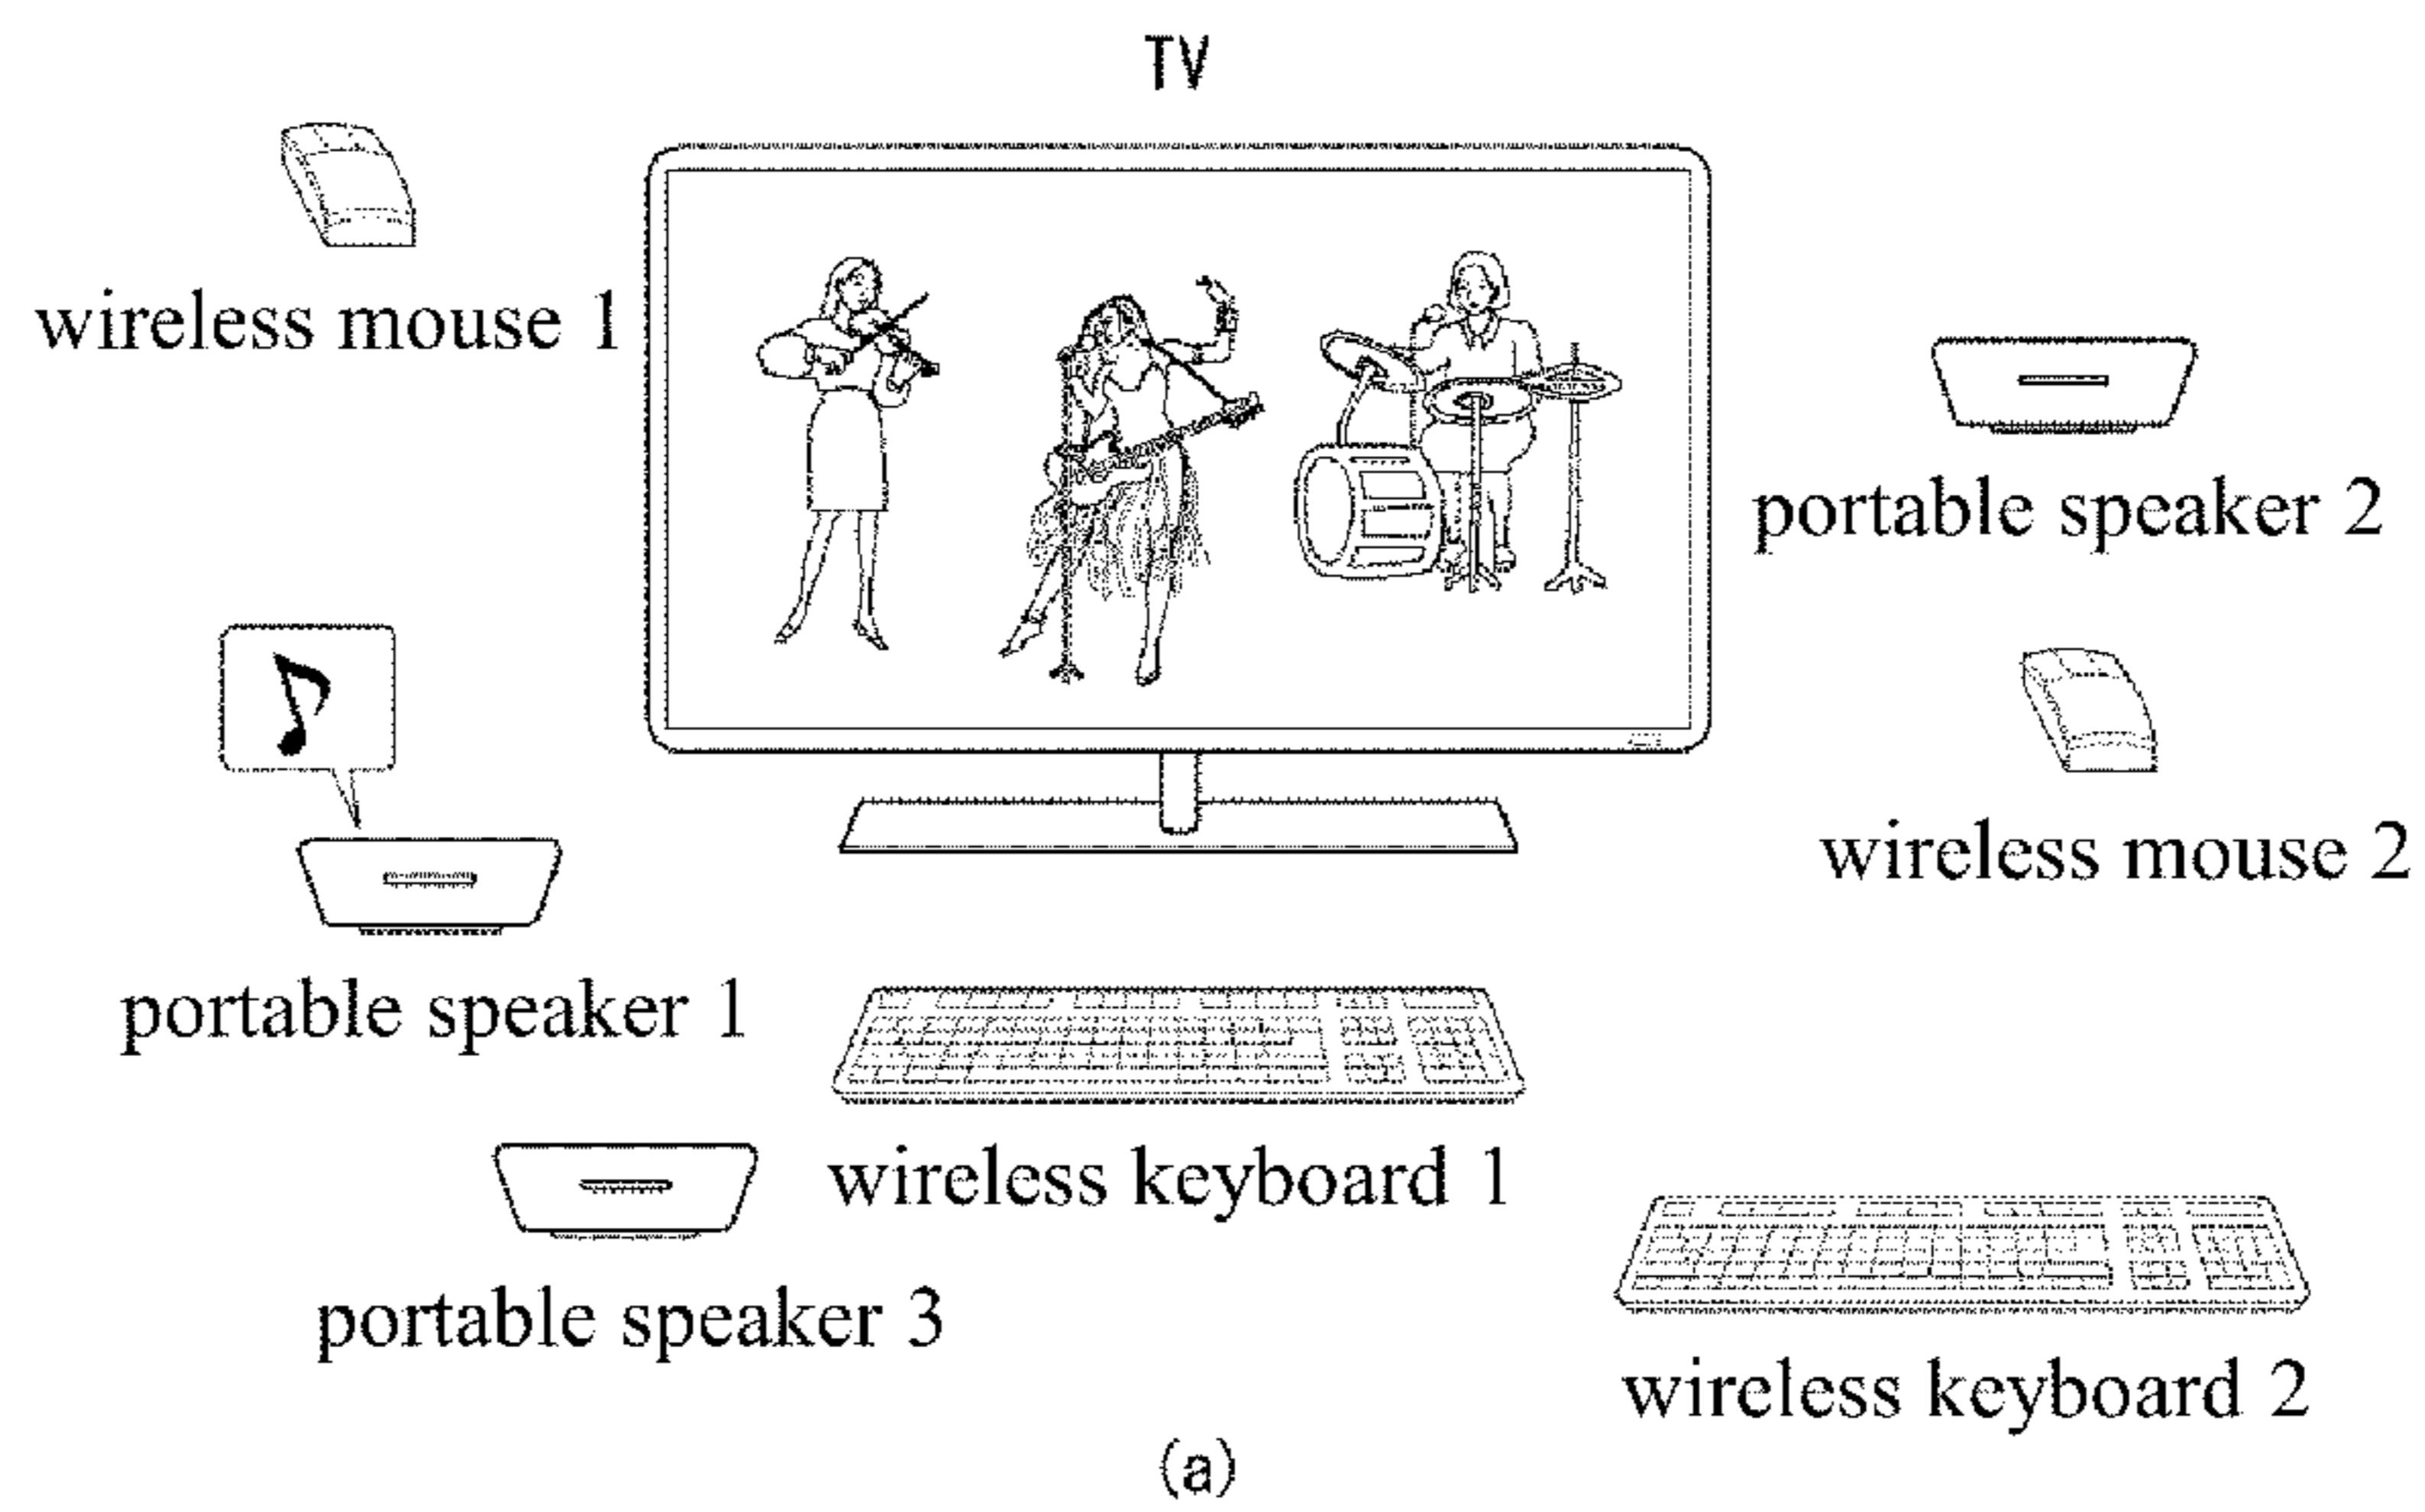 TV
wireless mouse 1
portable speaker 2
wireless mouse 2
portable speaker 1
wireless keyboard 1
portable speaker 3
wireless keyboard 2
(a)